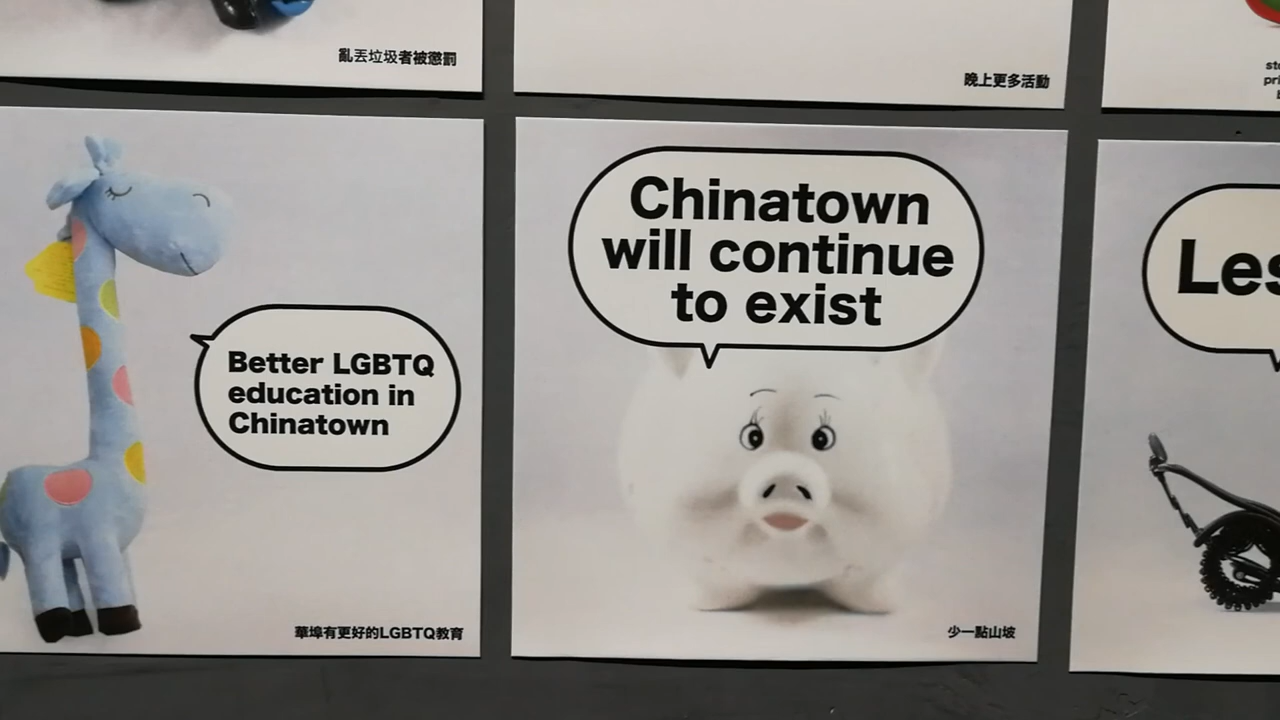 亂丟垃圾者被懲罰
晚上更多活動
Better LGBTQ
education in
Chinatown
華埠有更好的LGBTQ教育
Chinatown
will continue
to exist
少一點山坡